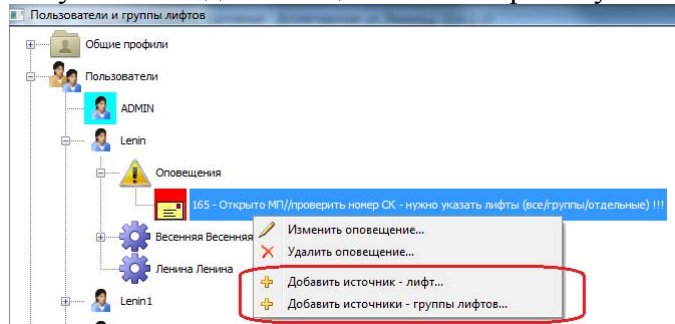 Пользователи и группы лифтов
Общие профили
Пользователи
ADMIN
Lenin
Оповещения
165 - Открыто МП//проверить номер СК - нужно указать лифты (все/группы/отдельные) !!!
Весенняя Весенняя
Изменить оповещение...
Удалить оповещение...
Ленина Ленина
Добавить источник - лифт...
Добавить источники - группы лифтов...
Lenin1